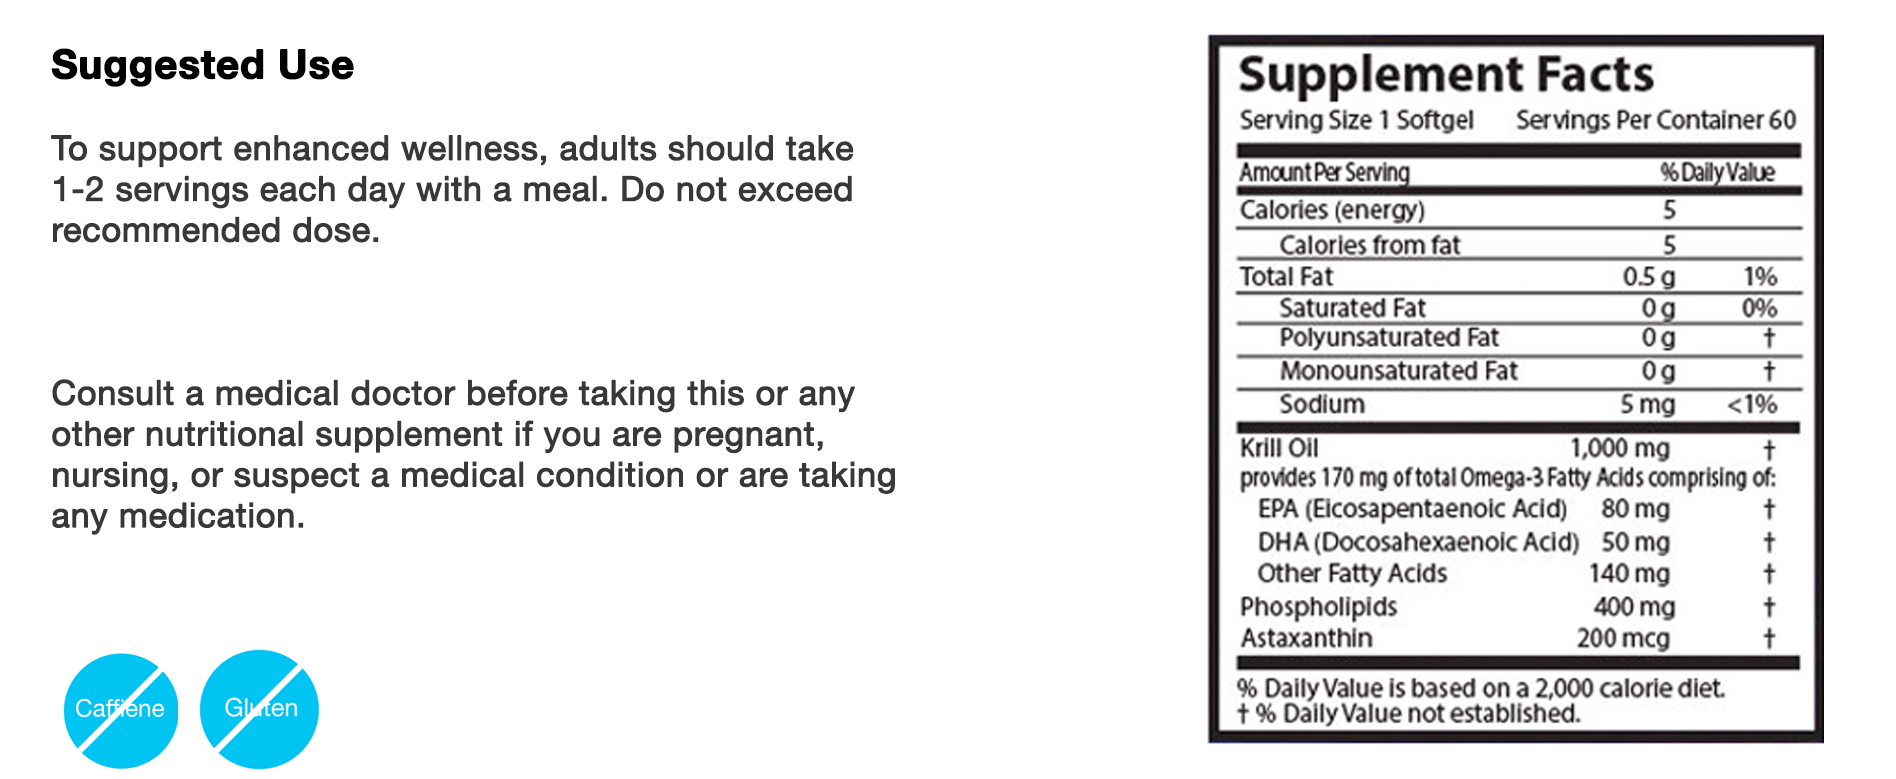 Suggested Use
To support enhanced wellness, adults should take
1-2 servings each day with a meal. Do not exceed
recommended dose.
Consult a medical doctor before taking this or any
other nutritional supplement if you are pregnant,
nursing, or suspect a medical condition or are taking
any medication.
Caffiene
Gluten
Supplement Facts
Serving Size 1 Softgel Servings Per Container 60
Amount Per Serving % Daily Value
Calories (energy) 5
Calories from fat 5
Total Fat 0.5 g 1%
Saturated Fat 0 g 0%
Polyunsaturated Fat 0 g †
Monounsaturated Fat 0 g †
Sodium 5 mg <1%
Krill Oil 1,000 mg †
provides 170 mg of total Omega-3 Fatty Acids comprising of:
EPA (Eicosapentaenoic Acid) 80 mg †
DHA (Docosahexaenoic Acid) 50 mg †
Other Fatty Acids 140 mg †
Phospholipids 400 mg †
Astaxanthin 200 mcg †
% Daily Value is based on a 2,000 calorie diet.
† % Daily Value not established.